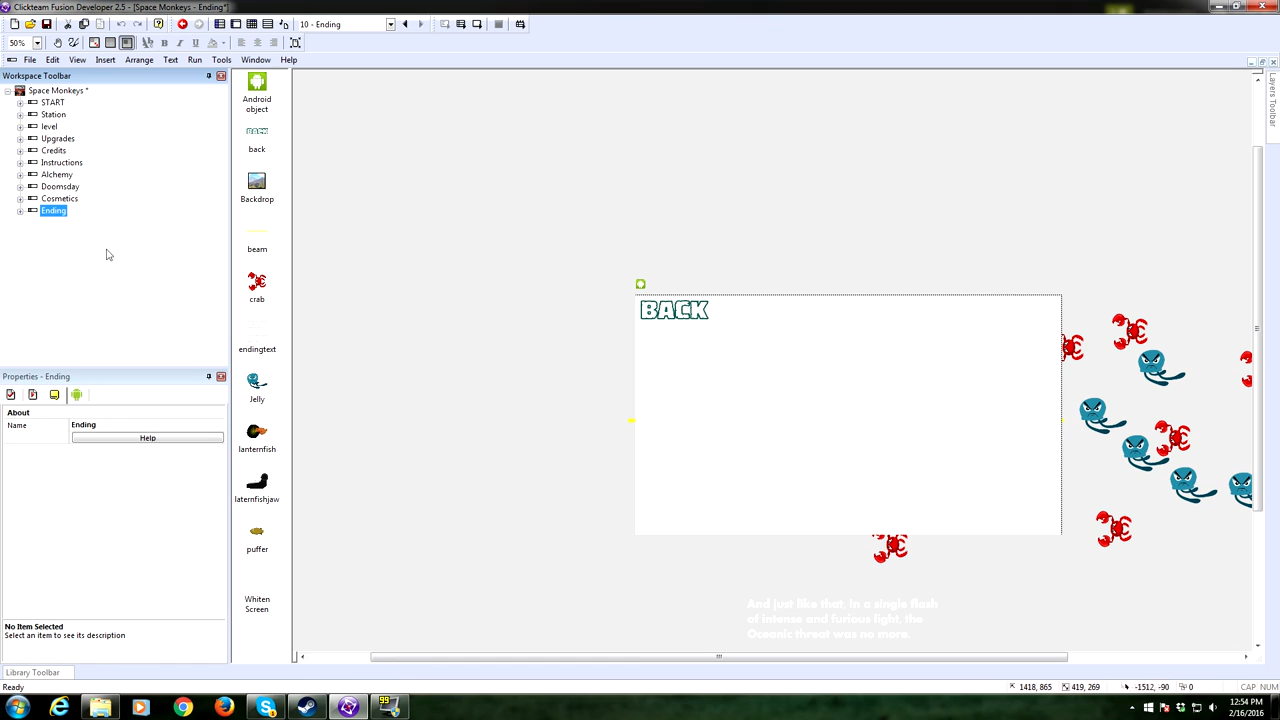 Clickteam Fusion Developer 2.5 - [Space Monkeys - Ending*]
10 - Ending
50%
File Edit View Insert Arrange Text Run Tools Window Help
Workspace Toolbar
Space Monkeys *
START
Station
level
Upgrades
Credits
Instructions
Alchemy
Doomsday
Cosmetics
Ending
Android
object
back
Backdrop
beam
crab
endingtext
Jelly
lanternfish
laternfishjaw
puffer
Whiten
Screen
BACK
BACK
Layers Toolbar
And just like that, in a single flash
of intense and furious light, the
Oceanic threat was no more.
Properties - Ending
About
Name Ending
Help
No Item Selected
Select an item to see its description
Library Toolbar
Ready
1418, 865
419, 269
-1512, -90
0
CAP NUM
99
12:54 PM
2/16/2016